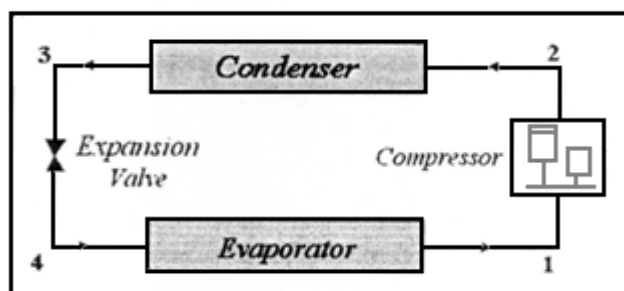 3
Condenser
2
Expansion
Valve
Compressor
4
Evaporator
1